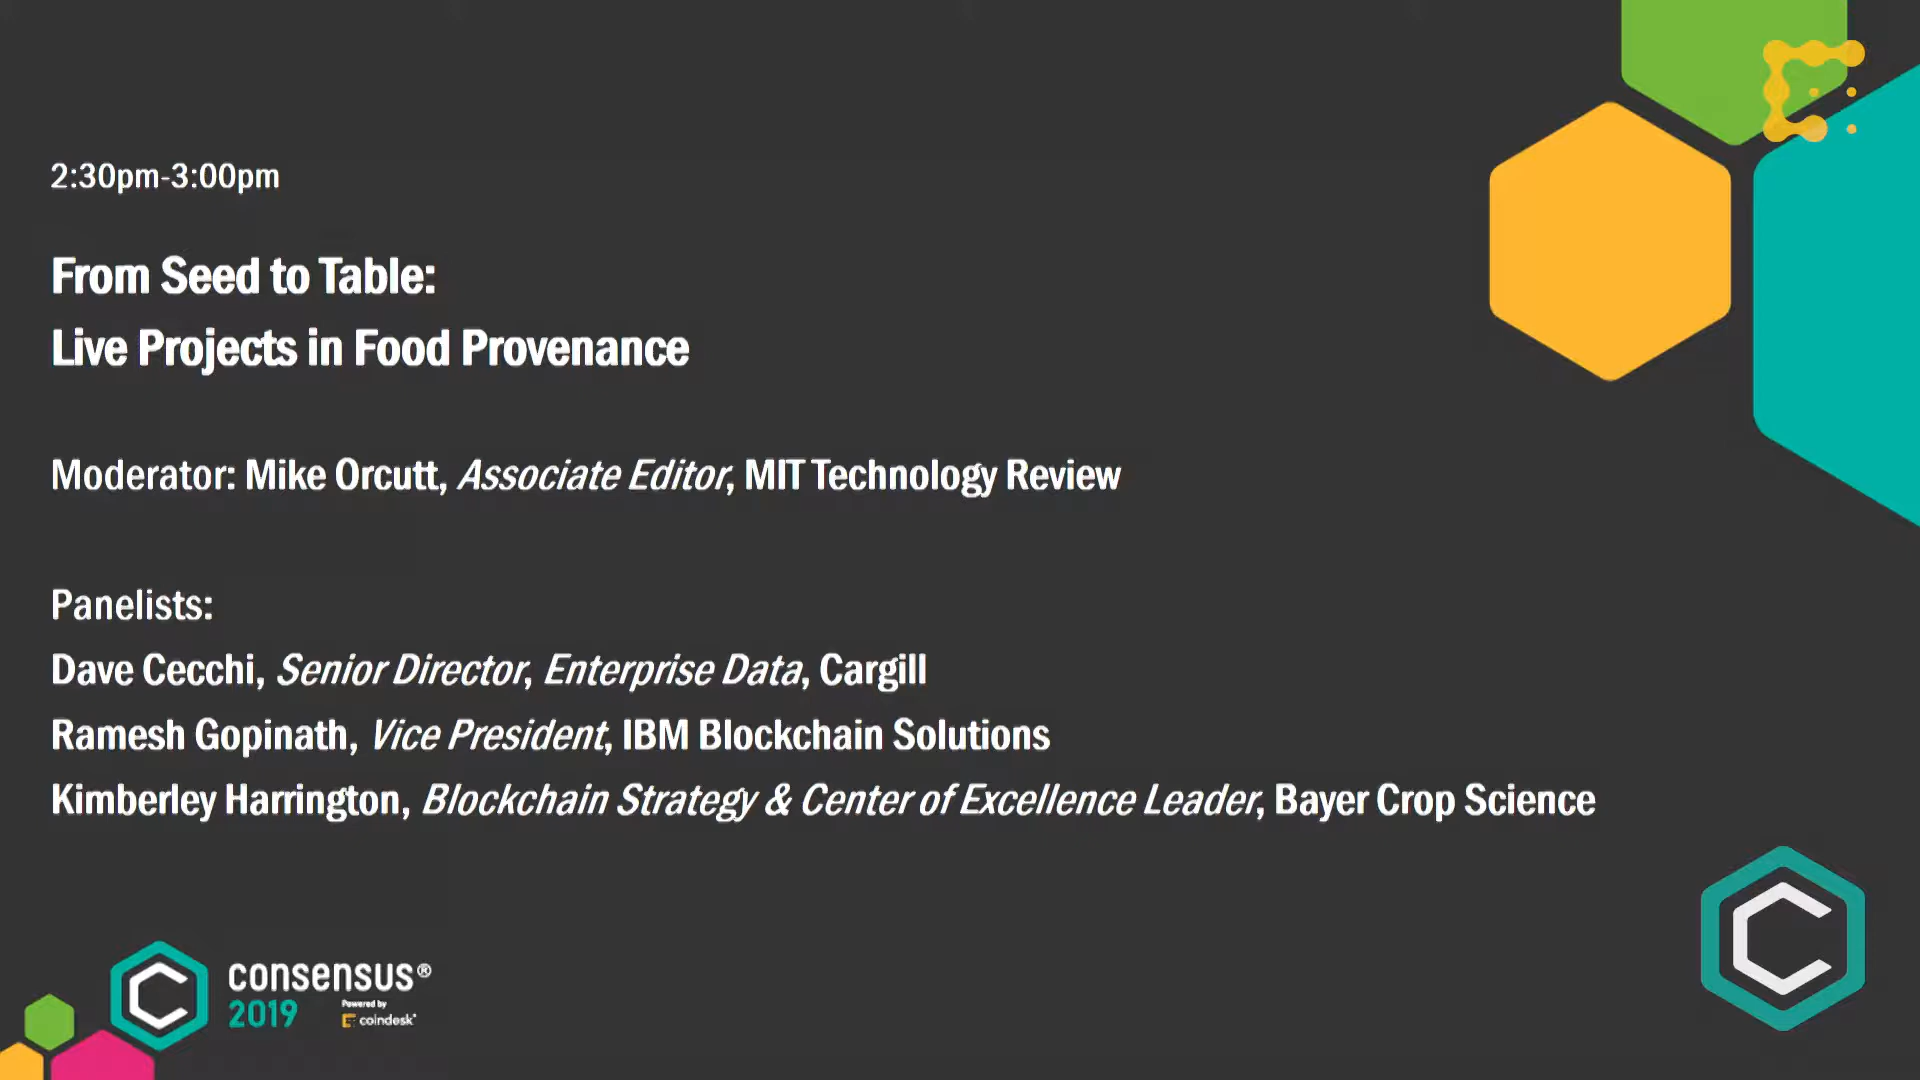 2:30pm-3:00pm
From Seed to Table:
Live Projects in Food Provenance
Moderator: Mike Orcutt, Associate Editor, MIT Technology Review
Panelists:
Dave Cecchi, Senior Director, Enterprise Data, Cargill
Ramesh Gopinath, Vice President, IBM Blockchain Solutions
Kimberley Harrington, Blockchain Strategy & Center of Excellence Leader, Bayer Crop Science
consensus®
2019
Powered by
coindesk